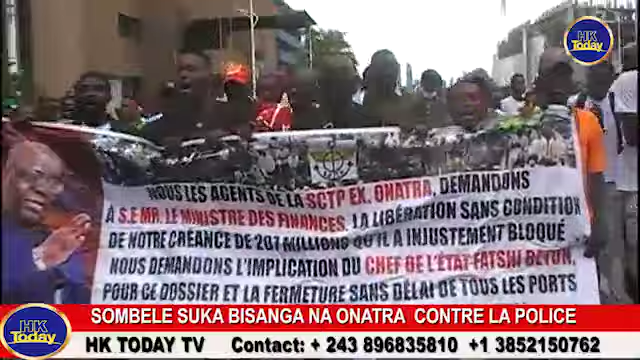 HK
Today
NOUS LES AGENTS DE LA SCTP EX. ONATRA, DEMANDONS
À S.E MR. LE MINISTRE DES FINANCES, LA LIBÉRATION SANS CONDITION
DE NOTRE CRÉANCE DE 207 MILLIONS QU'IL A INJUSTEMENT BLOQUÉ
NOUS DEMANDONS L'IMPLICATION DU CHEF DE L'ÉTAT FATSHI BETON,
POUR CE DOSSIER ET LA FERMETURE SANS DÉLAI DE TOUS LES PORTS
HK
Today
SOMBELE SUKA BISANGA NA ONATRA CONTRE LA POLICE
HK TODAY TV Contact: + 243 896835810 +1 3852150762